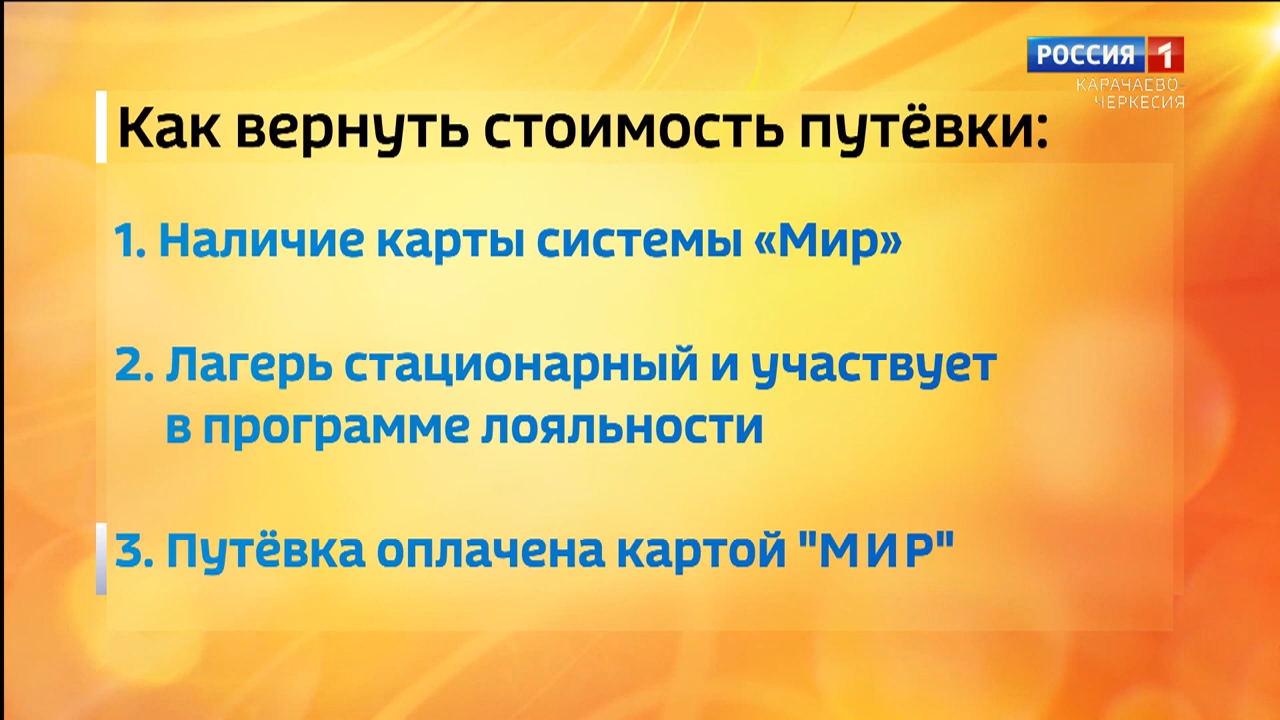 РОССИЯ 1
КАРАЧАЕВО-
ЧЕРКЕСИЯ
Как вернуть стоимость путёвки:
1. Наличие карты системы «Мир»
2. Лагерь стационарный и участвует
в программе лояльности
3. Путёвка оплачена картой "МИР"